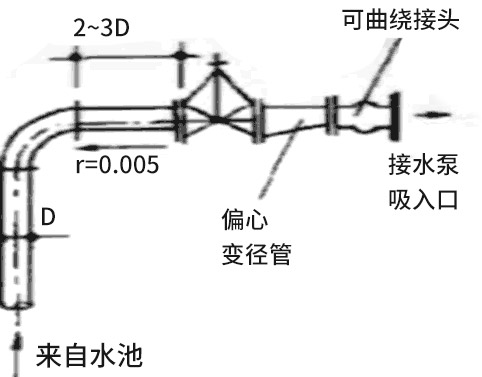 可曲绕接头
2~3D
r=0.005
接水泵
吸入口
D
偏心
变径管
来自水池